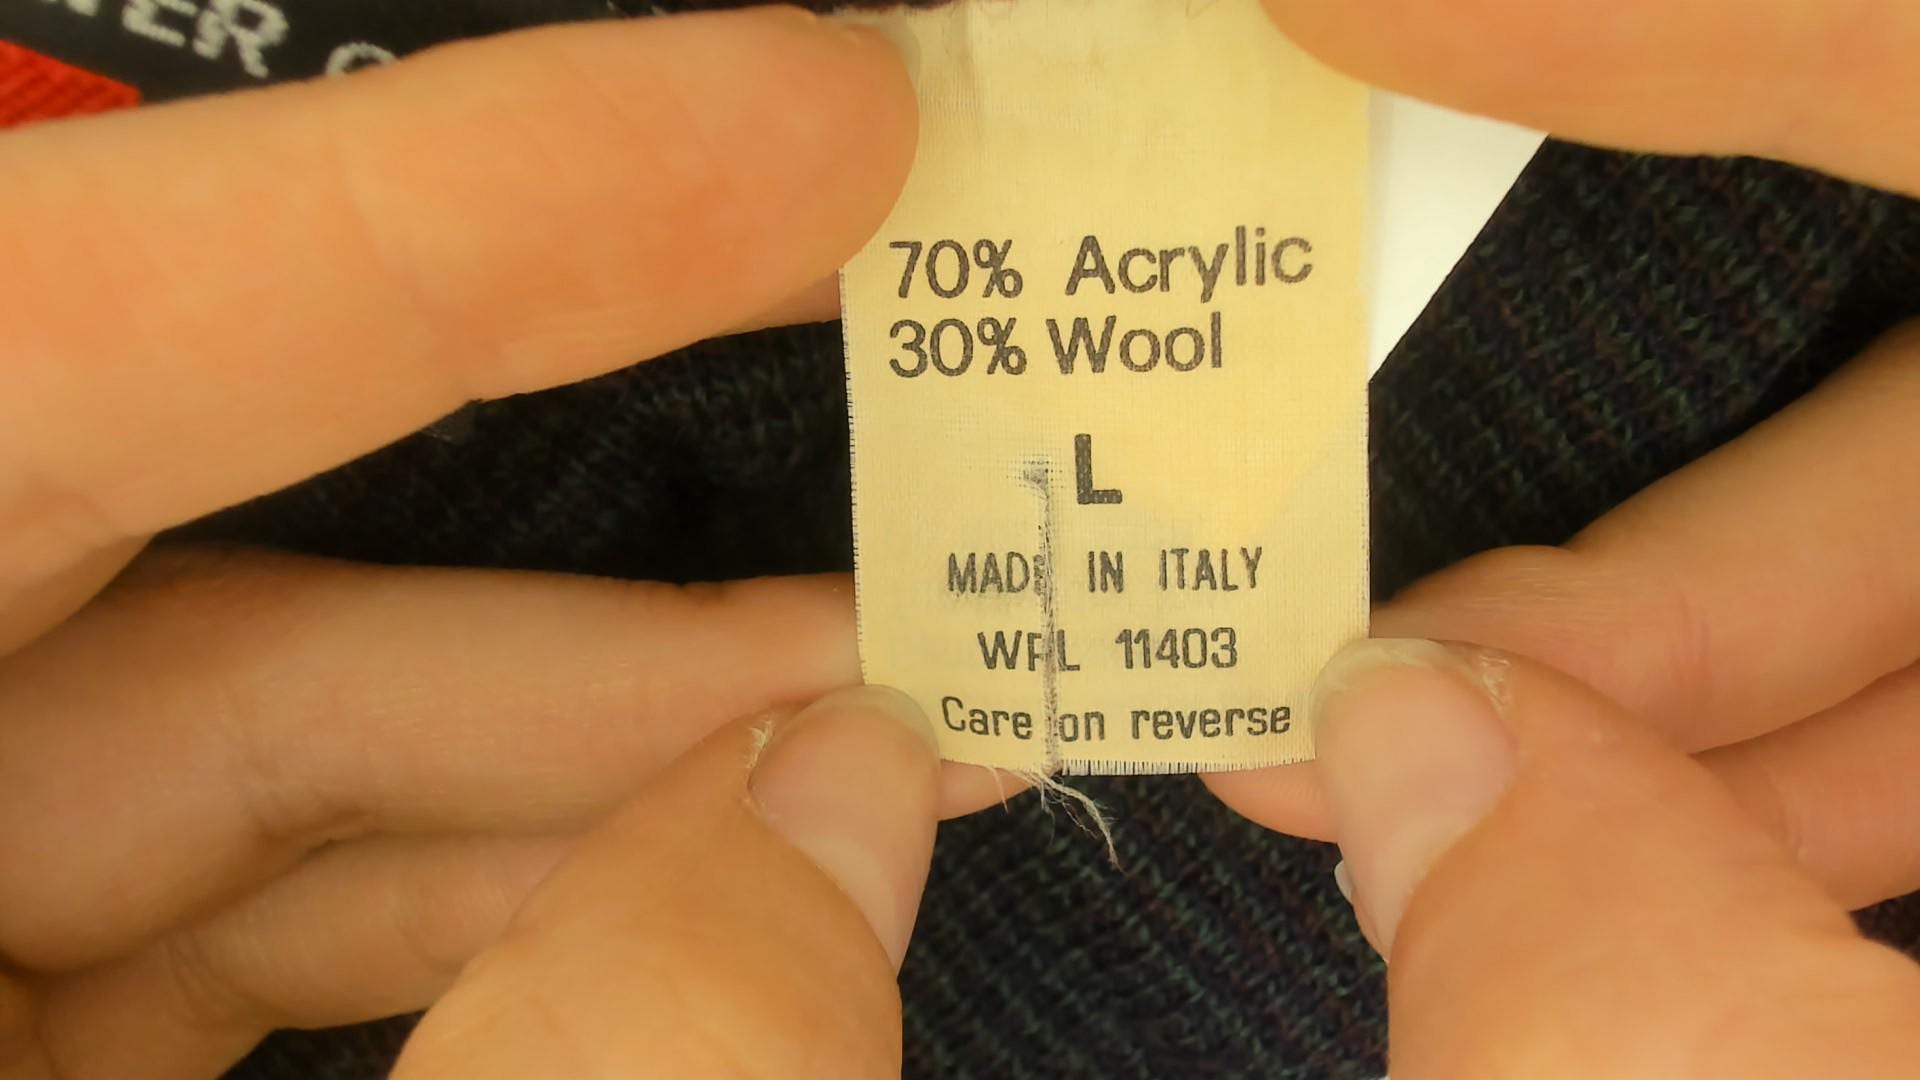 70% Acrylic
30% Wool
L
MADE IN ITALY
WPL 11403
Care on reverse